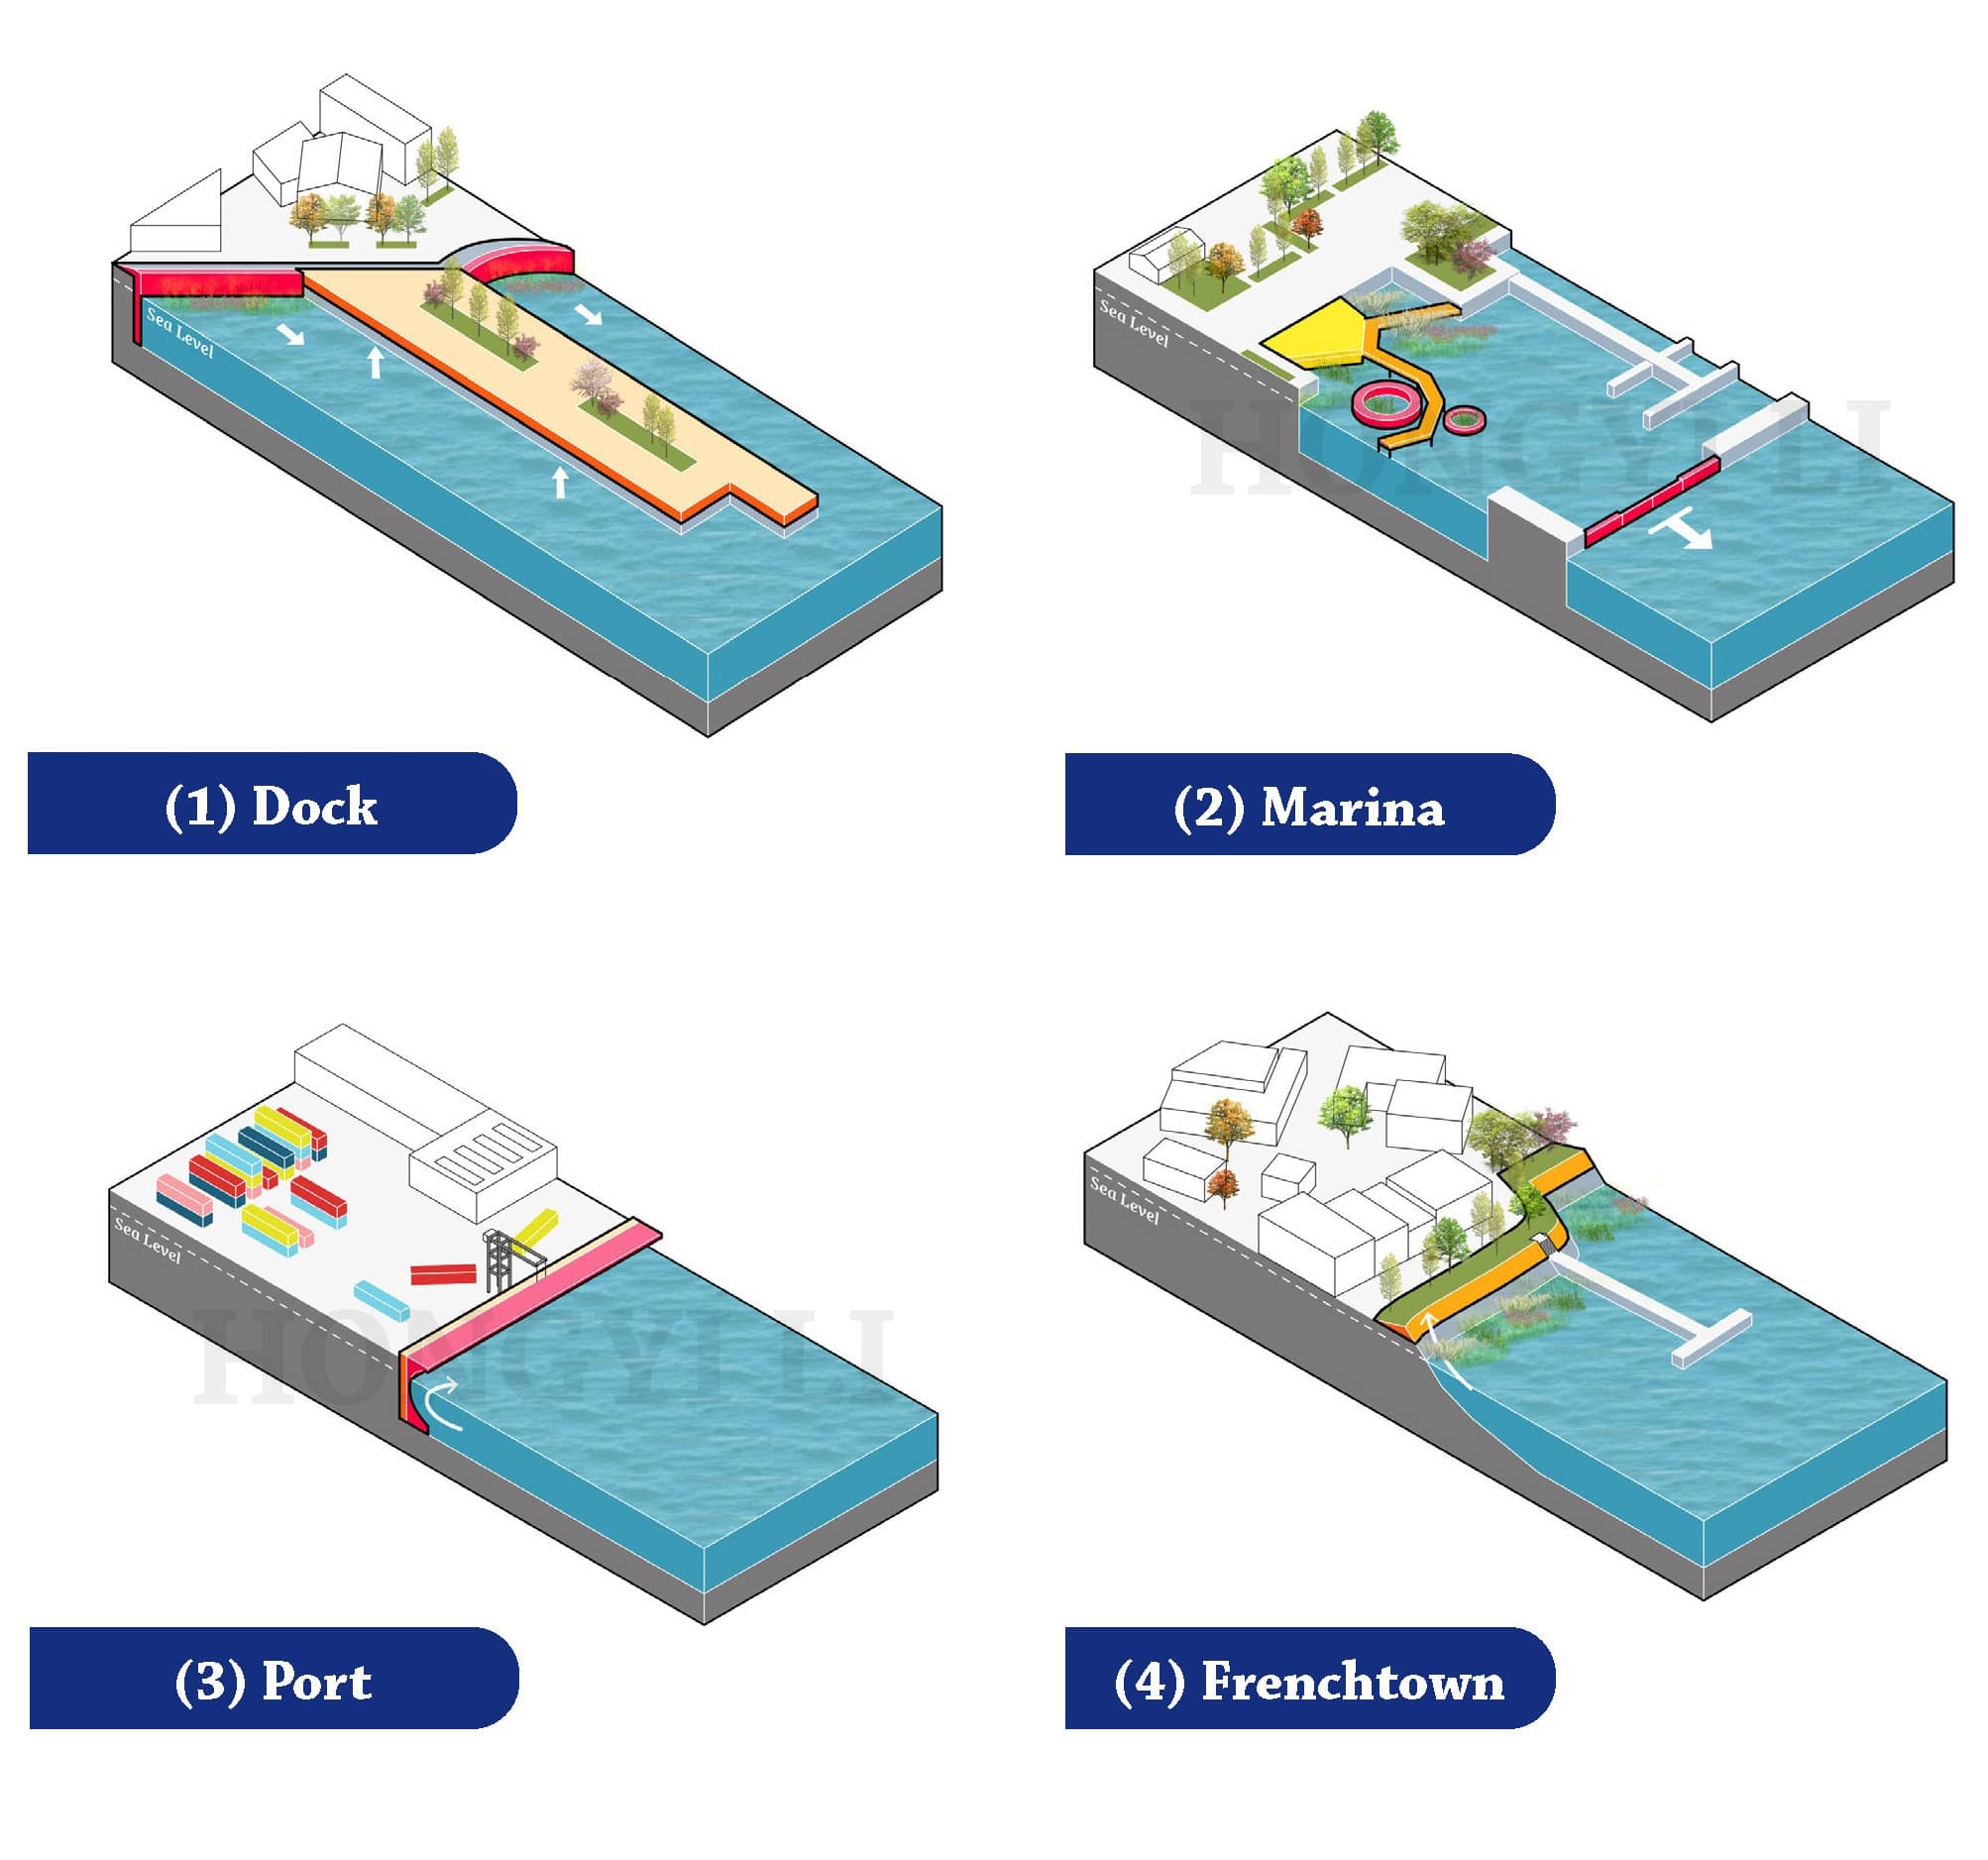 Sea Level
Sea Level
HONGYI LI
(1) Dock
(2) Marina
Sea Level
Sea Level
HONGYI LI
(3) Port
(4) Frenchtown